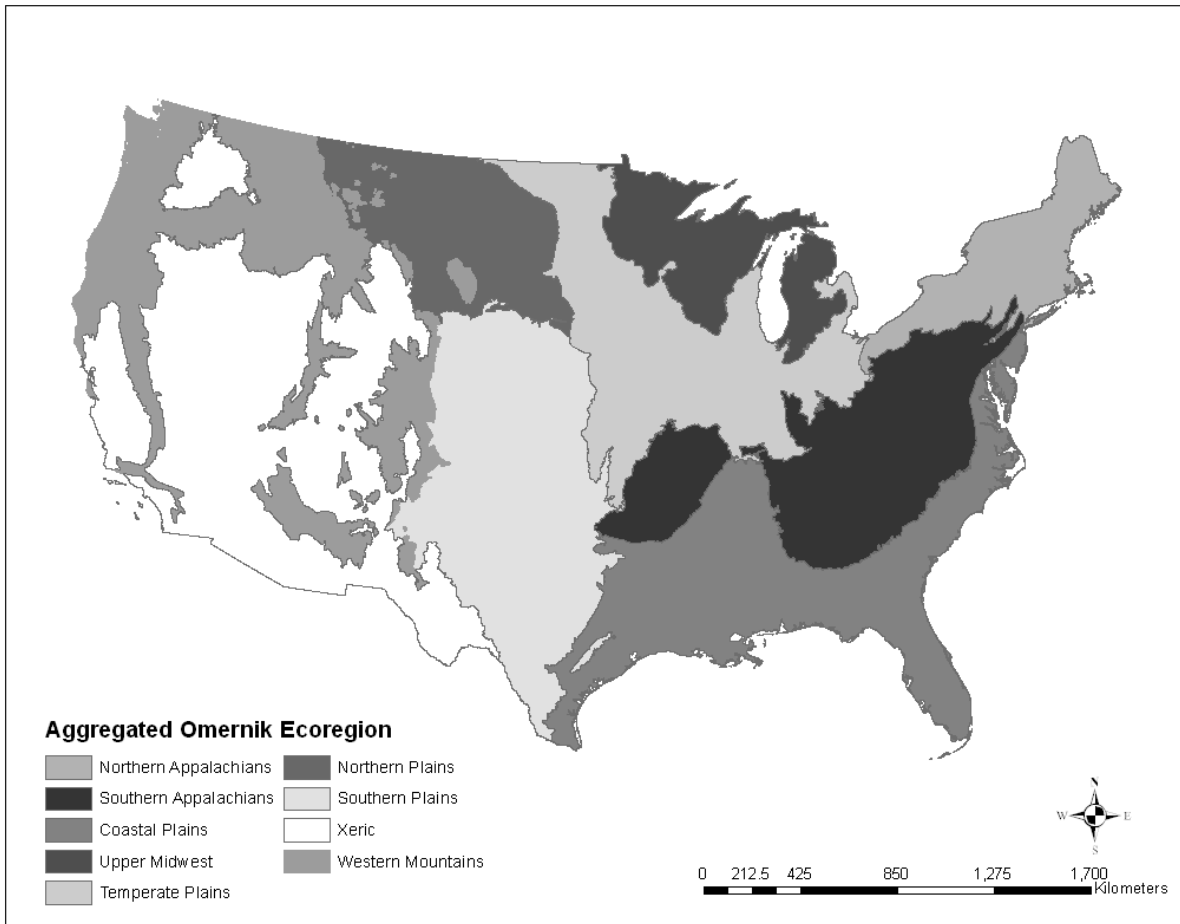 Aggregated Omernik Ecoregion
Northern Appalachians
Southern Appalachians
Coastal Plains
Upper Midwest
Temperate Plains
Northern Plains
Southern Plains
Xeric
Western Mountains
N
W E
S
0 212.5 425 850 1,275 1,700
Kilometers